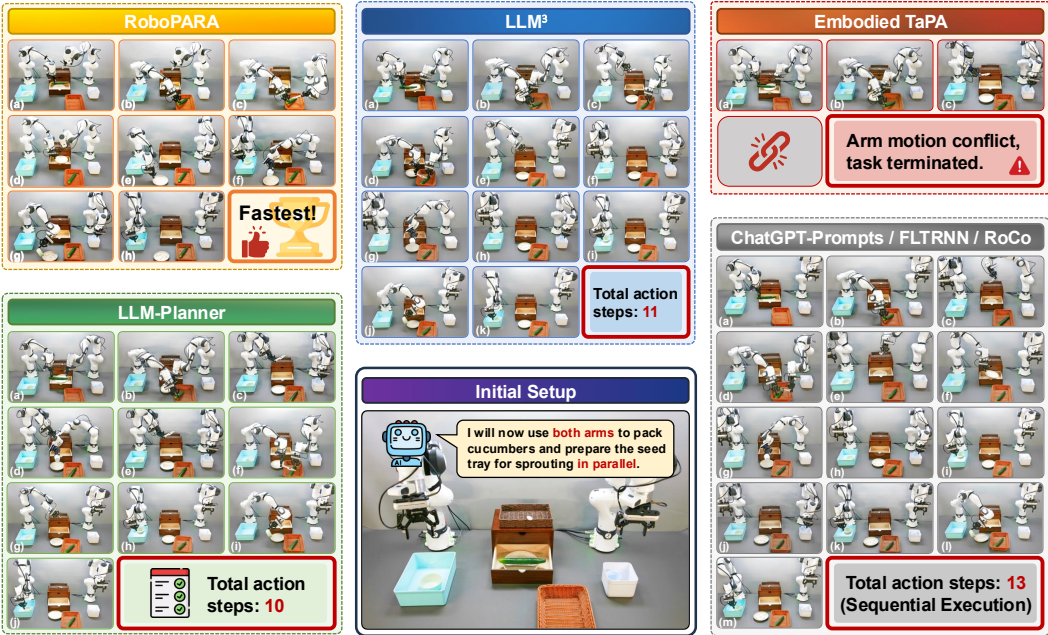 RoboPARA
(a)
(b)
(c)
(d)
(e)
(f)
(g)
(h)
Fastest!
LLM-Planner
(a)
(b)
(c)
(d)
(e)
(f)
(g)
(h)
(i)
(j)
Total action
steps: 10
LLM³
(a)
(b)
(c)
(d)
(e)
(f)
(g)
(h)
(i)
(j)
(k)
Total action
steps: 11
Initial Setup
AI
I will now use both arms to pack
cucumbers and prepare the seed
tray for sprouting in parallel.
Embodied TaPA
(a)
(b)
(c)
Arm motion conflict,
task terminated.
ChatGPT-Prompts / FLTRNN / RoCo
(a)
(b)
(c)
(d)
(e)
(f)
(g)
(h)
(i)
(j)
(k)
(l)
(m)
Total action steps: 13
(Sequential Execution)